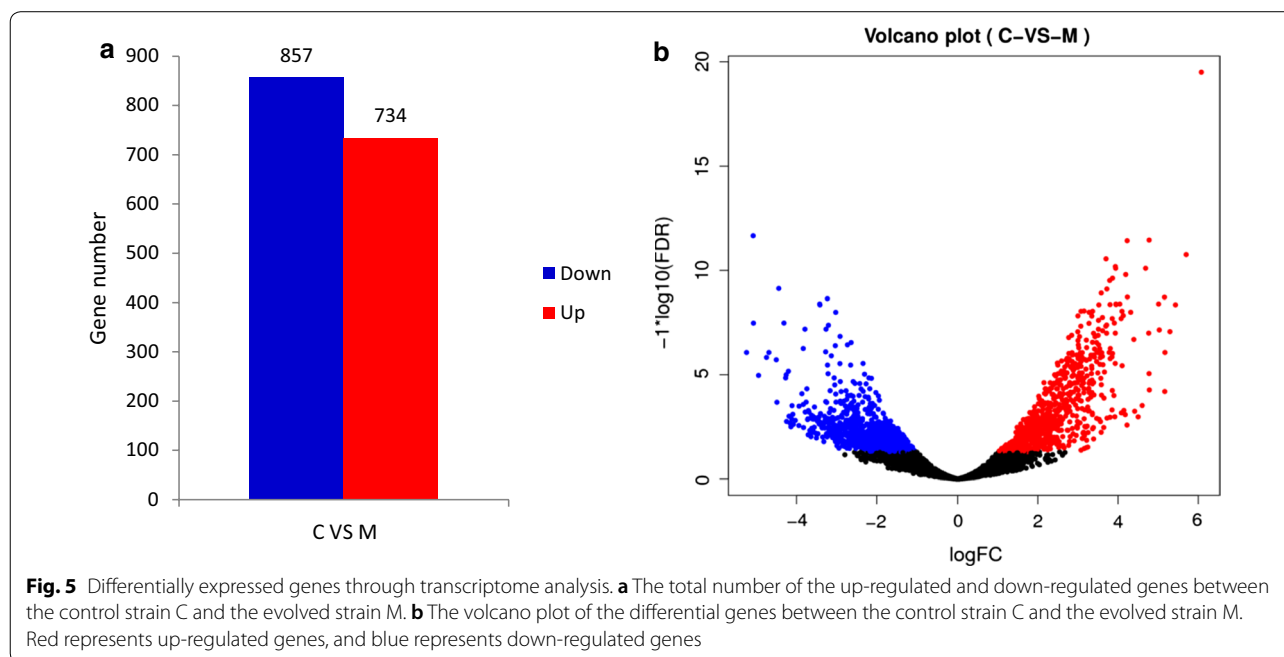 a
900
800
700
600
500
400
300
200
100
0
Gene number
857
734
C VS M
Down
Up
b
Volcano plot ( C−VS−M )
20
15
10
5
0
−1*log10(FDR)
−4
−2
0
2
4
6
logFC
Fig. 5 Differentially expressed genes through transcriptome analysis. a The total number of the up-regulated and down-regulated genes between
the control strain C and the evolved strain M. b The volcano plot of the differential genes between the control strain C and the evolved strain M.
Red represents up-regulated genes, and blue represents down-regulated genes